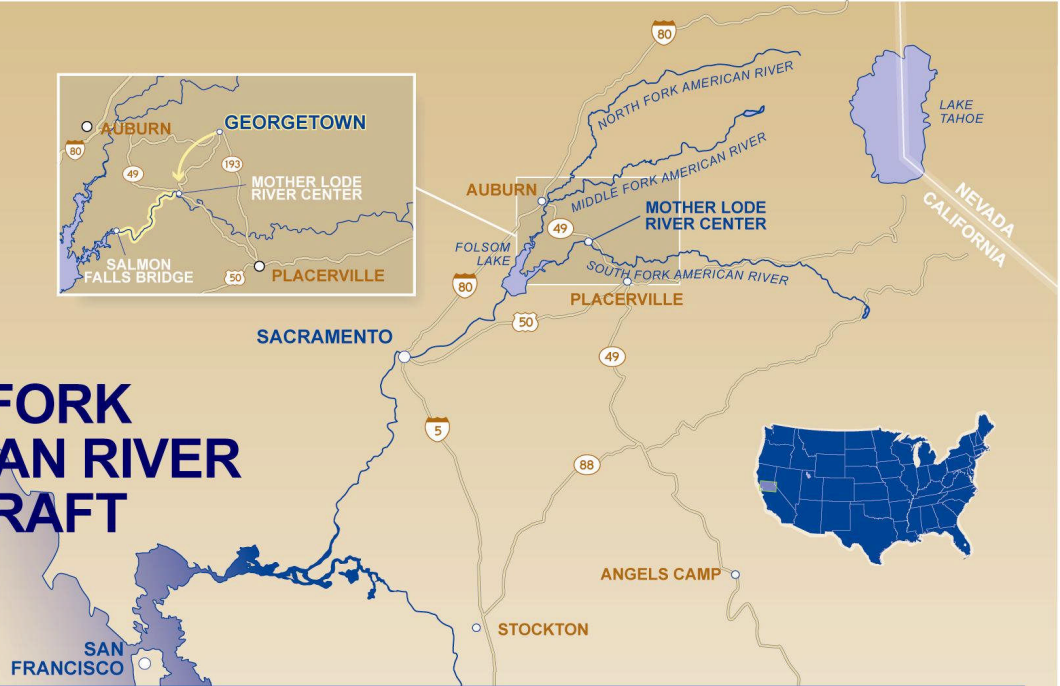 80
NORTH FORK AMERICAN RIVER
LAKE
TAHOE
AUBURN
GEORGETOWN
80
49
193
MOTHER LODE
RIVER CENTER
SALMON
FALLS BRIDGE
50
PLACERVILLE
MIDDLE FORK AMERICAN RIVER
AUBURN
NEVADA
CALIFORNIA
49
MOTHER LODE
RIVER CENTER
FOLSOM
LAKE
SOUTH FORK AMERICAN RIVER
80
PLACERVILLE
50
SACRAMENTO
49
FORK
AN RIVER
RAFT
5
88
ANGELS CAMP
STOCKTON
SAN
FRANCISCO